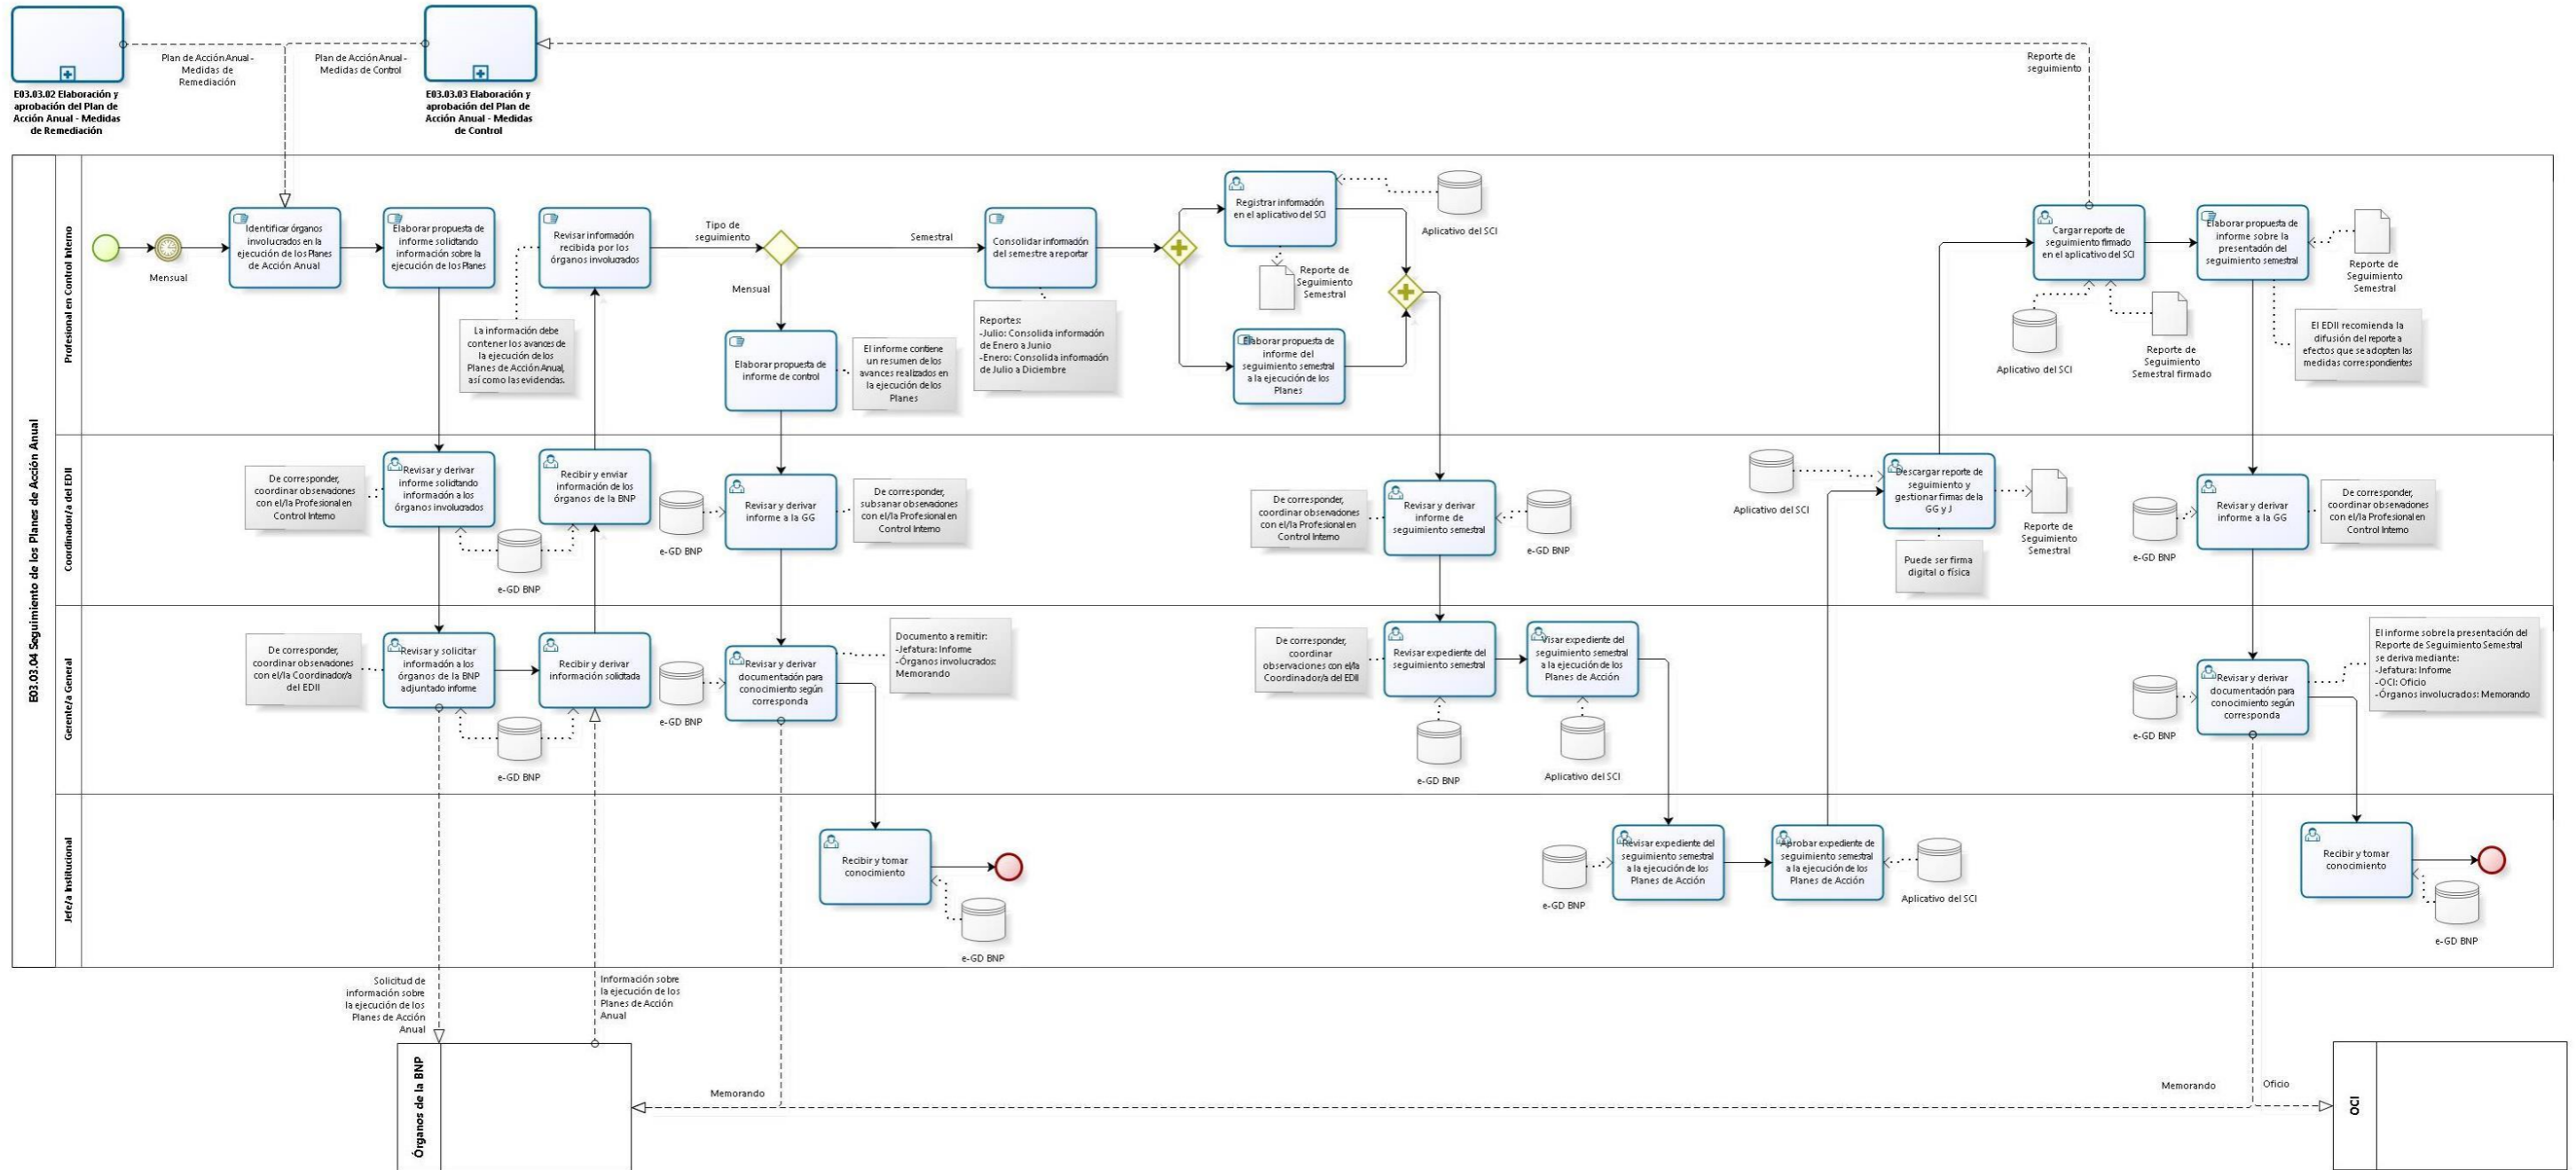 Plan de Acción Anual -
Medidas de
Remediación
Plan de Acción Anual -
Medidas de Control
Reporte de
seguimiento
E03.03.02 Elaboración y
aprobación del Plan de
Acción Anual - Medidas
de Remediación
E03.03.03 Elaboración y
aprobación del Plan de
Acción Anual - Medidas
de Control
E03.03.04 Seguimiento de los Planes de Acción Anual
Profesional en Control Interno
Mensual
Identificar órganos
involucrados en la
ejecución de los Planes
de Acción Anual
Elaborar propuesta de
informe solicitando
información sobre la
ejecución de los Planes
Revisar información
recibida por los
órganos involucrados
La información debe
contener los avances de
la ejecución de los
Planes de Acción Anual,
así como las evidencias.
Tipo de
seguimiento
Semestral
Mensual
Elaborar propuesta de
informe de control
El informe contiene
un resumen de los
avances realizados en
la ejecución de los
Planes
Consolidar información
del semestre a reportar
Reportes:
-Julio: Consolida información
de Enero a Junio
-Enero: Consolida información
de Julio a Diciembre
Registrar información
en el aplicativo del SCI
Aplicativo del SCI
Reporte de
Seguimiento
Semestral
Elaborar propuesta de
informe del
seguimiento semestral
a la ejecución de los
Planes
Cargar reporte de
seguimiento firmado
en el aplicativo del SCI
Aplicativo del SCI
Reporte de
Seguimiento
Semestral firmado
Elaborar propuesta de
informe sobre la
presentación del
seguimiento semestral
Reporte de
Seguimiento
Semestral
El EDII recomienda la
difusión del reporte a
efectos que se adopten las
medidas correspondientes
Coordinador/a del EDII
De corresponder,
coordinar observaciones
con el/la Profesional en
Control Interno
Revisar y derivar
informe solicitando
información a los
órganos involucrados
Recibir y enviar
información de los
órganos de la BNP
e-GD BNP
e-GD BNP
Revisar y derivar
informe a la GG
De corresponder,
subsanar observaciones
con el/la Profesional en
Control Interno
De corresponder,
coordinar observaciones
con el/la Profesional en
Control Interno
Revisar y derivar
informe de
seguimiento semestral
e-GD BNP
Aplicativo del SCI
Descargar reporte de
seguimiento y
gestionar firmas de la
GG y J
Puede ser firma
digital o física
Reporte de
Seguimiento
Semestral
e-GD BNP
Revisar y derivar
informe a la GG
De corresponder,
coordinar observaciones
con el/la Profesional en
Control Interno
Gerente/a General
De corresponder,
coordinar observaciones
con el/la Coordinador/a
del EDII
Revisar y solicitar
información a los
órganos de la BNP
adjuntado informe
Recibir y derivar
información solicitada
e-GD BNP
e-GD BNP
Revisar y derivar
documentación para
conocimiento según
corresponda
Documento a remitir:
-Jefatura: Informe
-Órganos involucrados:
Memorando
De corresponder,
coordinar
observaciones con el/la
Coordinador/a del EDII
Revisar expediente del
seguimiento semestral
e-GD BNP
Visar expediente del
seguimiento semestral
a la ejecución de los
Planes de Acción
Aplicativo del SCI
e-GD BNP
Revisar y derivar
documentación para
conocimiento según
corresponda
El informe sobre la presentación del
Reporte de Seguimiento Semestral
se deriva mediante:
-Jefatura: Informe
-OCI: Oficio
-Órganos involucrados: Memorando
Jefe/a Institucional
Recibir y tomar
conocimiento
e-GD BNP
e-GD BNP
Revisar expediente del
seguimiento semestral
a la ejecución de los
Planes de Acción
Aprobar expediente de
seguimiento semestral
a la ejecución de los
Planes de Acción
Aplicativo del SCI
Recibir y tomar
conocimiento
e-GD BNP
Solicitud de
información sobre
la ejecución de los
Planes de Acción
Anual
Información sobre
la ejecución de los
Planes de Acción
Anual
Órganos de la BNP
Memorando
Memorando
Oficio
OCI